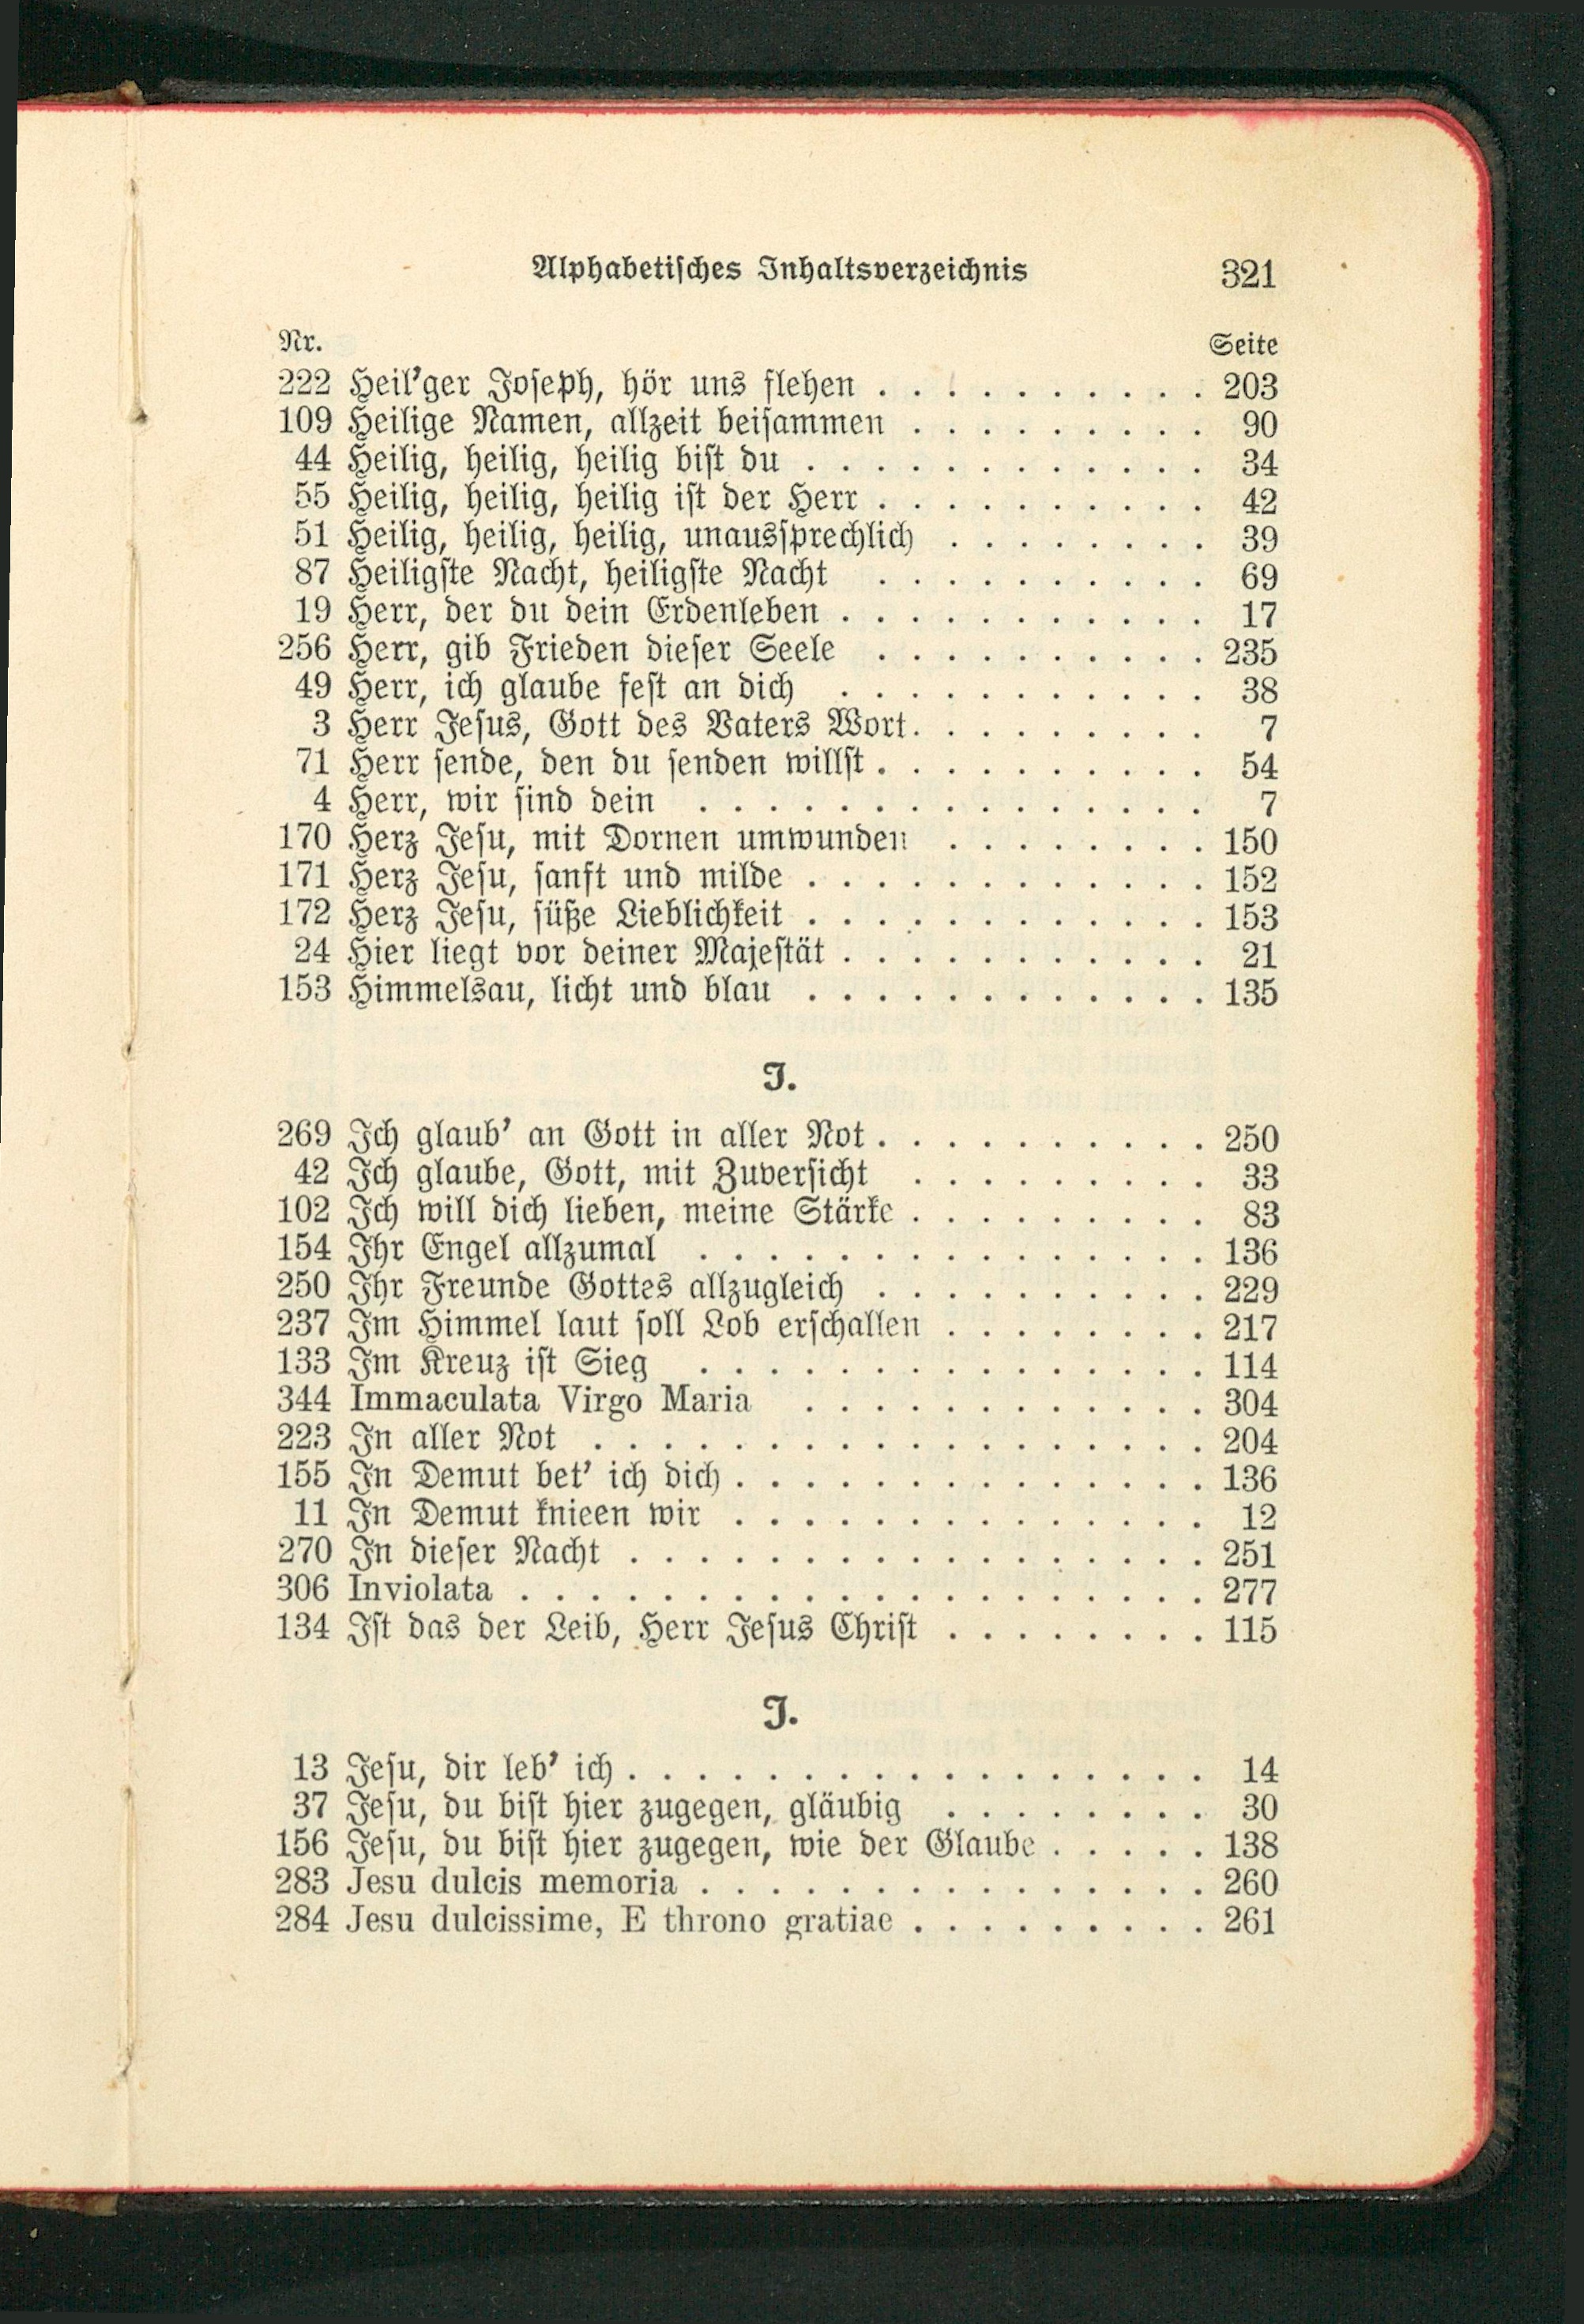 Alphabetisches Inhaltsverzeichnis 321
Nr. Seite
222 Heil'ger Joseph, hör uns flehen . . . . . . . . . . 203
109 Heilige Namen, allzeit beisammen . . . . . . . . . 90
44 Heilig, heilig, heilig bist du . . . . . . . . . . . . 34
55 Heilig, heilig, heilig ist der Herr . . . . . . . . . . 42
51 Heilig, heilig, heilig, unaussprechlich . . . . . . . . 39
87 Heiligste Nacht, heiligste Nacht . . . . . . . . . . 69
19 Herr, der du dein Erdenleben . . . . . . . . . . . 17
256 Herr, gib Frieden dieser Seele . . . . . . . . . . 235
49 Herr, ich glaube fest an dich . . . . . . . . . . . 38
3 Herr Jesus, Gott des Vaters Wort . . . . . . . . . 7
71 Herr sende, den du senden willst . . . . . . . . . . 54
4 Herr, wir sind dein . . . . . . . . . . . . . . . 7
170 Herz Jesu, mit Dornen umwunden . . . . . . . . 150
171 Herz Jesu, sanft und milde . . . . . . . . . . . . 152
172 Herz Jesu, süße Lieblichkeit . . . . . . . . . . . . 153
24 Hier liegt vor deiner Majestät . . . . . . . . . . . 21
153 Himmelsau, licht und blau . . . . . . . . . . . . 135
I.
269 Ich glaub' an Gott in aller Not . . . . . . . . . . 250
42 Ich glaube, Gott, mit Zuversicht . . . . . . . . . 33
102 Ich will dich lieben, meine Stärke . . . . . . . . . 83
154 Ihr Engel allzumal . . . . . . . . . . . . . . . 136
250 Ihr Freunde Gottes allzugleich . . . . . . . . . . 229
237 Im Himmel laut soll Lob erschallen . . . . . . . . 217
133 Im Kreuz ist Sieg . . . . . . . . . . . . . . . 114
344 Immaculata Virgo Maria . . . . . . . . . . . . 304
223 In aller Not . . . . . . . . . . . . . . . . . . 204
155 In Demut bet' ich dich . . . . . . . . . . . . . . 136
11 In Demut knieen wir . . . . . . . . . . . . . . 12
270 In dieser Nacht . . . . . . . . . . . . . . . . . 251
306 Inviolata . . . . . . . . . . . . . . . . . . . . 277
134 Ist das der Leib, Herr Jesus Christ . . . . . . . . 115
J.
13 Jesu, dir leb' ich . . . . . . . . . . . . . . . . . 14
37 Jesu, du bist hier zugegen, gläubig . . . . . . . . 30
156 Jesu, du bist hier zugegen, wie der Glaube . . . . . 138
283 Jesu dulcis memoria . . . . . . . . . . . . . . . 260
284 Jesu dulcissime, E throno gratiae . . . . . . . . . 261